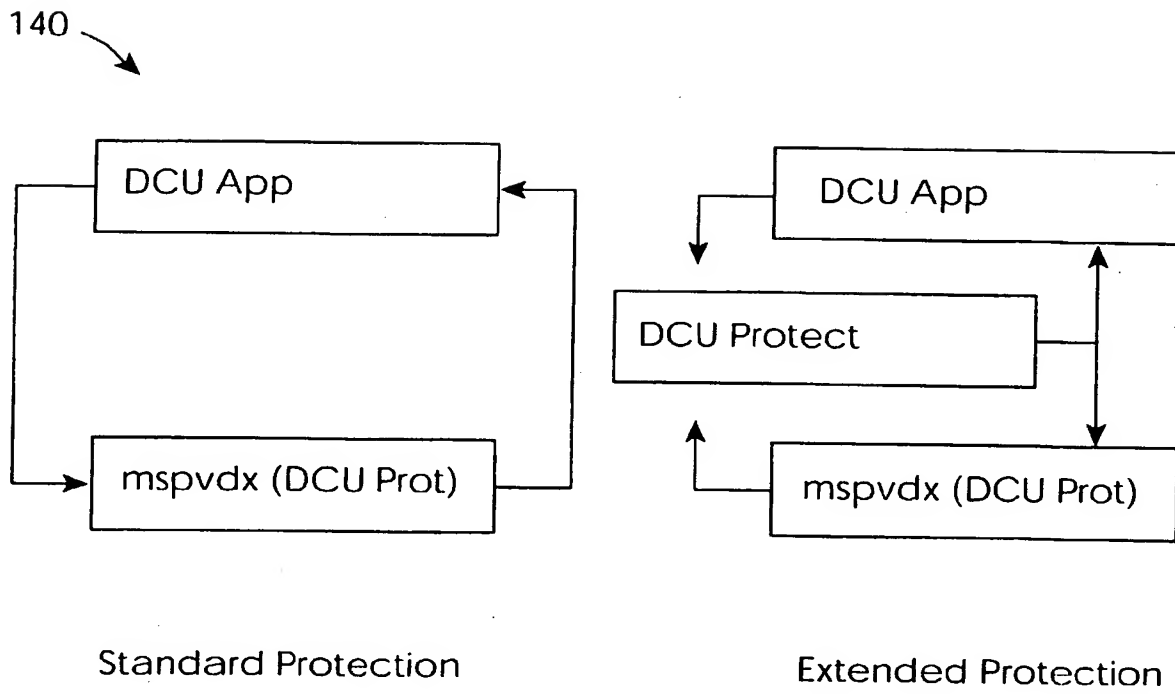 140
DCU App
mspvdx (DCU Prot)
Standard Protection
DCU App
DCU Protect
mspvdx (DCU Prot)
Extended Protection